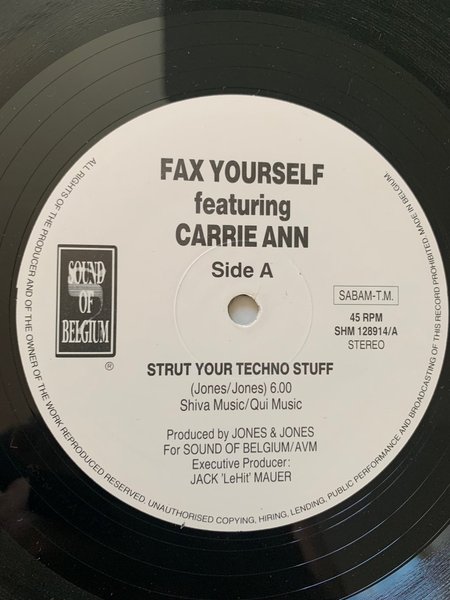 FAX YOURSELF
featuring
CARRIE ANN
Side A
SOUND
OF
BELGIUM
®
SABAM-T.M.
45 RPM
SHM 128914/A
STEREO
STRUT YOUR TECHNO STUFF
(Jones/Jones) 6.00
Shiva Music/Qui Music
Produced by JONES & JONES
For SOUND OF BELGIUM/AVM
Executive Producer:
JACK 'LeHit' MAUER
ALL RIGHTS OF THE PRODUCER AND OF THE OWNER OF THE WORK REPRODUCED RESERVED UNAUTHORISED COPYING, HIRING, LENDING, PUBLIC PERFORMANCE AND BROADCASTING OF THIS RECORD PROHIBITED MADE IN BELGIUM